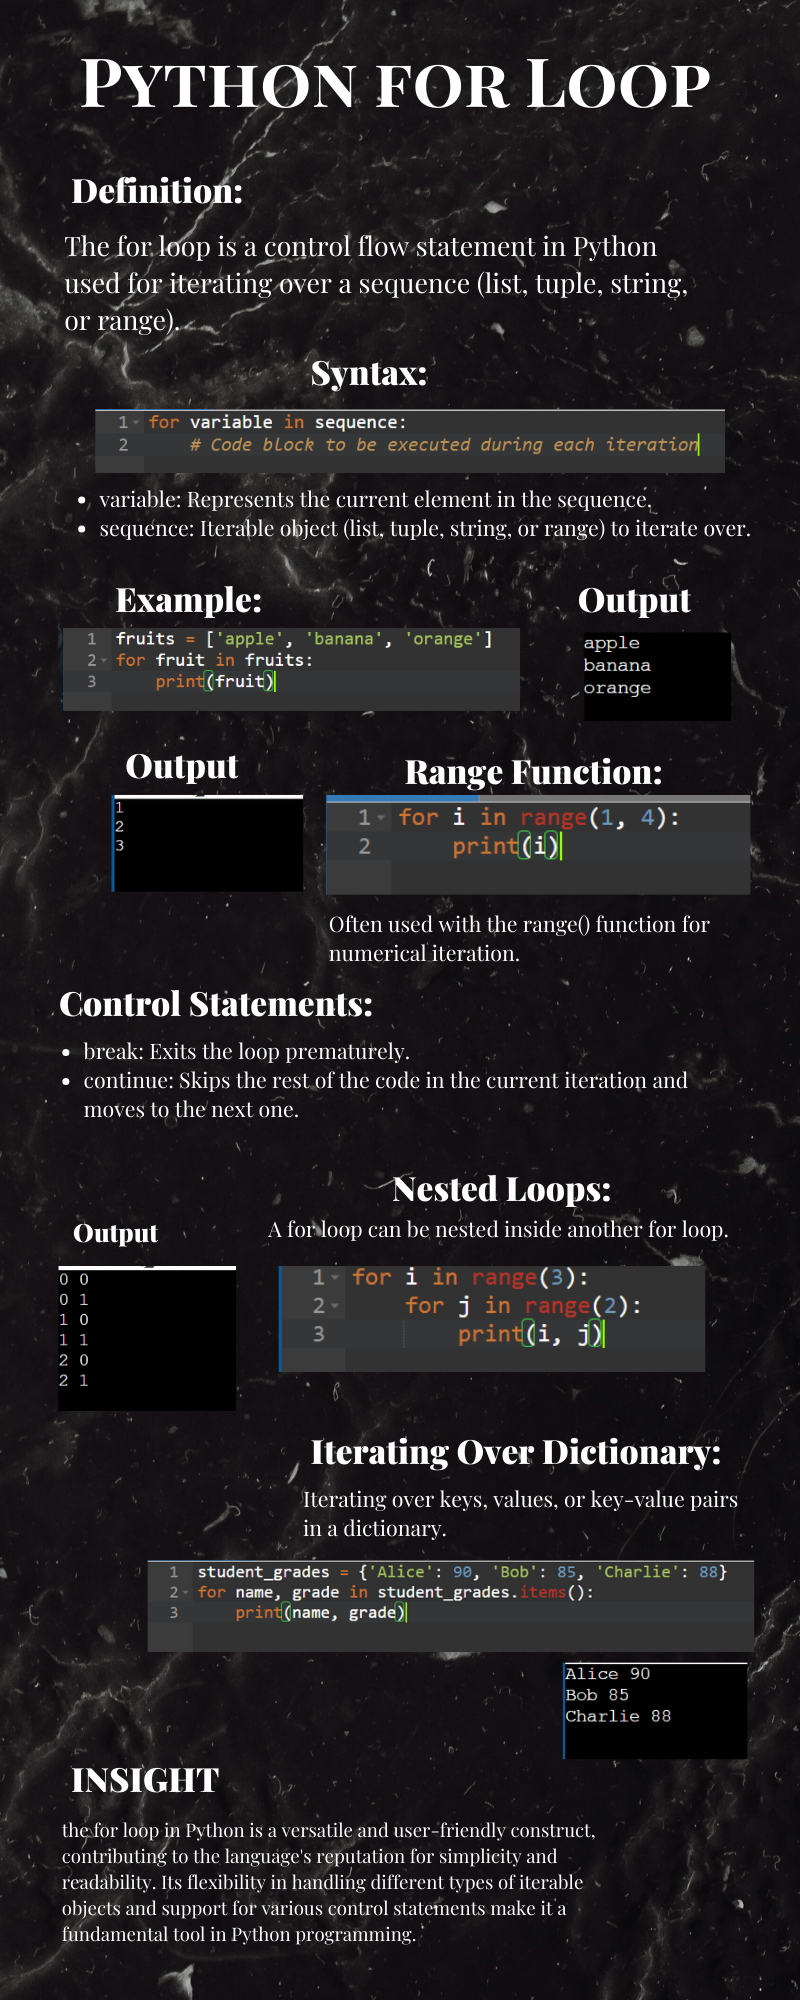 Python for Loop
Definition:
The for loop is a control flow statement in Python
used for iterating over a sequence (list, tuple, string,
or range).
Syntax:
1 for variable in sequence:
2     # Code block to be executed during each iteration
• variable: Represents the current element in the sequence.
• sequence: Iterable object (list, tuple, string, or range) to iterate over.
Example:
1 fruits = ['apple', 'banana', 'orange']
2 for fruit in fruits:
3     print(fruit)
Output
apple
banana
orange
Output
1
2
3
Range Function:
1 for i in range(1, 4):
2     print(i)
Often used with the range() function for
numerical iteration.
Control Statements:
• break: Exits the loop prematurely.
• continue: Skips the rest of the code in the current iteration and
moves to the next one.
Nested Loops:
A for loop can be nested inside another for loop.
Output
0 0
0 1
1 0
1 1
2 0
2 1
1 for i in range(3):
2     for j in range(2):
3         print(i, j)
Iterating Over Dictionary:
Iterating over keys, values, or key-value pairs
in a dictionary.
1 student_grades = {'Alice': 90, 'Bob': 85, 'Charlie': 88}
2 for name, grade in student_grades.items():
3     print(name, grade)
Alice 90
Bob 85
Charlie 88
INSIGHT
the for loop in Python is a versatile and user-friendly construct,
contributing to the language's reputation for simplicity and
readability. Its flexibility in handling different types of iterable
objects and support for various control statements make it a
fundamental tool in Python programming.